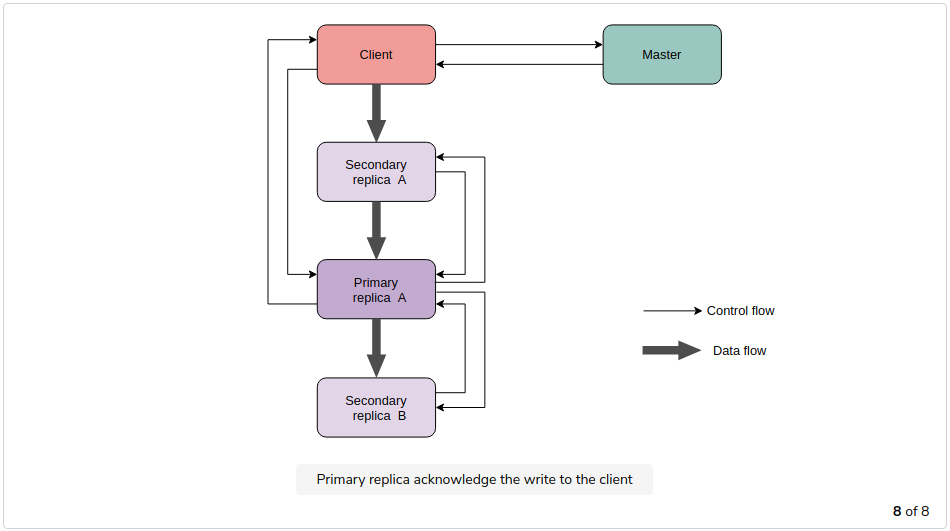 Client
Master
Secondary
replica A
Primary
replica A
Control flow
Data flow
Secondary
replica B
Primary replica acknowledge the write to the client
8 of 8